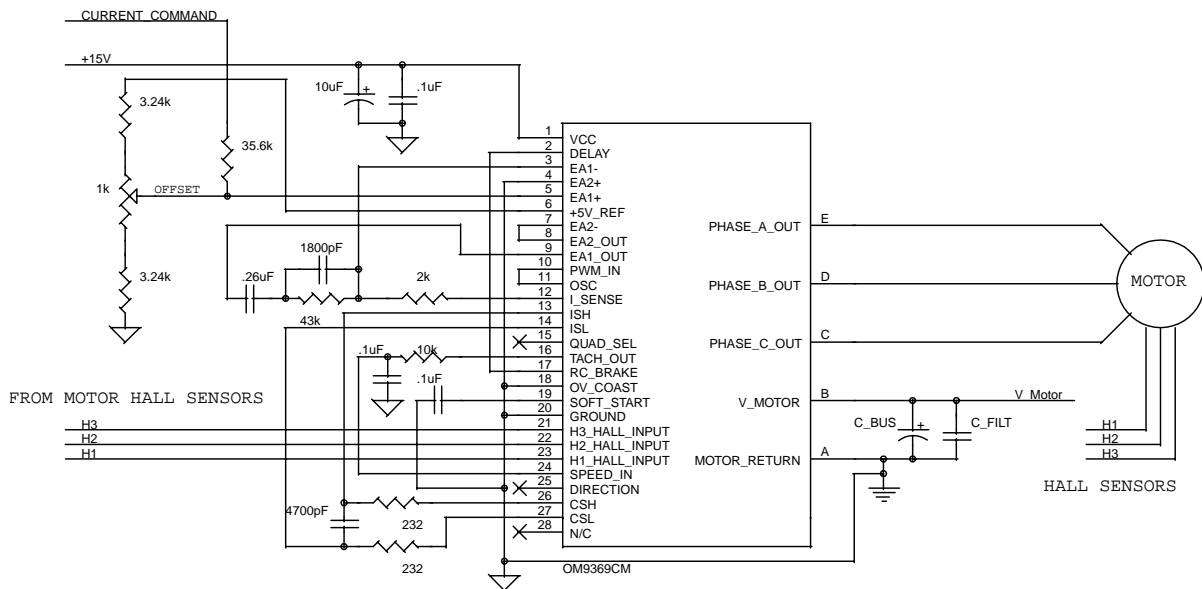 CURRENT_COMMAND
+15V
10uF
+
.1uF
3.24k
35.6k
1k
OFFSET
3.24k
1800pF
.26uF
2k
43k
.1uF
10k
.1uF
FROM MOTOR HALL SENSORS
H3
H2
H1
4700pF
232
232
1 VCC
2 DELAY
3 EA1-
4 EA2+
5 EA1+
6 +5V_REF
7 EA2-
8 EA2_OUT
9 EA1_OUT
10 PWM_IN
11 OSC
12 I_SENSE
13 ISH
14 ISL
15 QUAD_SEL
16 TACH_OUT
17 RC_BRAKE
18 OV_COAST
19 SOFT_START
20 GROUND
21 H3_HALL_INPUT
22 H2_HALL_INPUT
23 H1_HALL_INPUT
24 SPEED_IN
25 DIRECTION
26 CSH
27 CSL
28 N/C
OM9369CM
PHASE_A_OUT E
PHASE_B_OUT D
PHASE_C_OUT C
V_MOTOR B
MOTOR_RETURN A
MOTOR
V_Motor
C_BUS
+
C_FILT
H1
H2
H3
HALL SENSORS